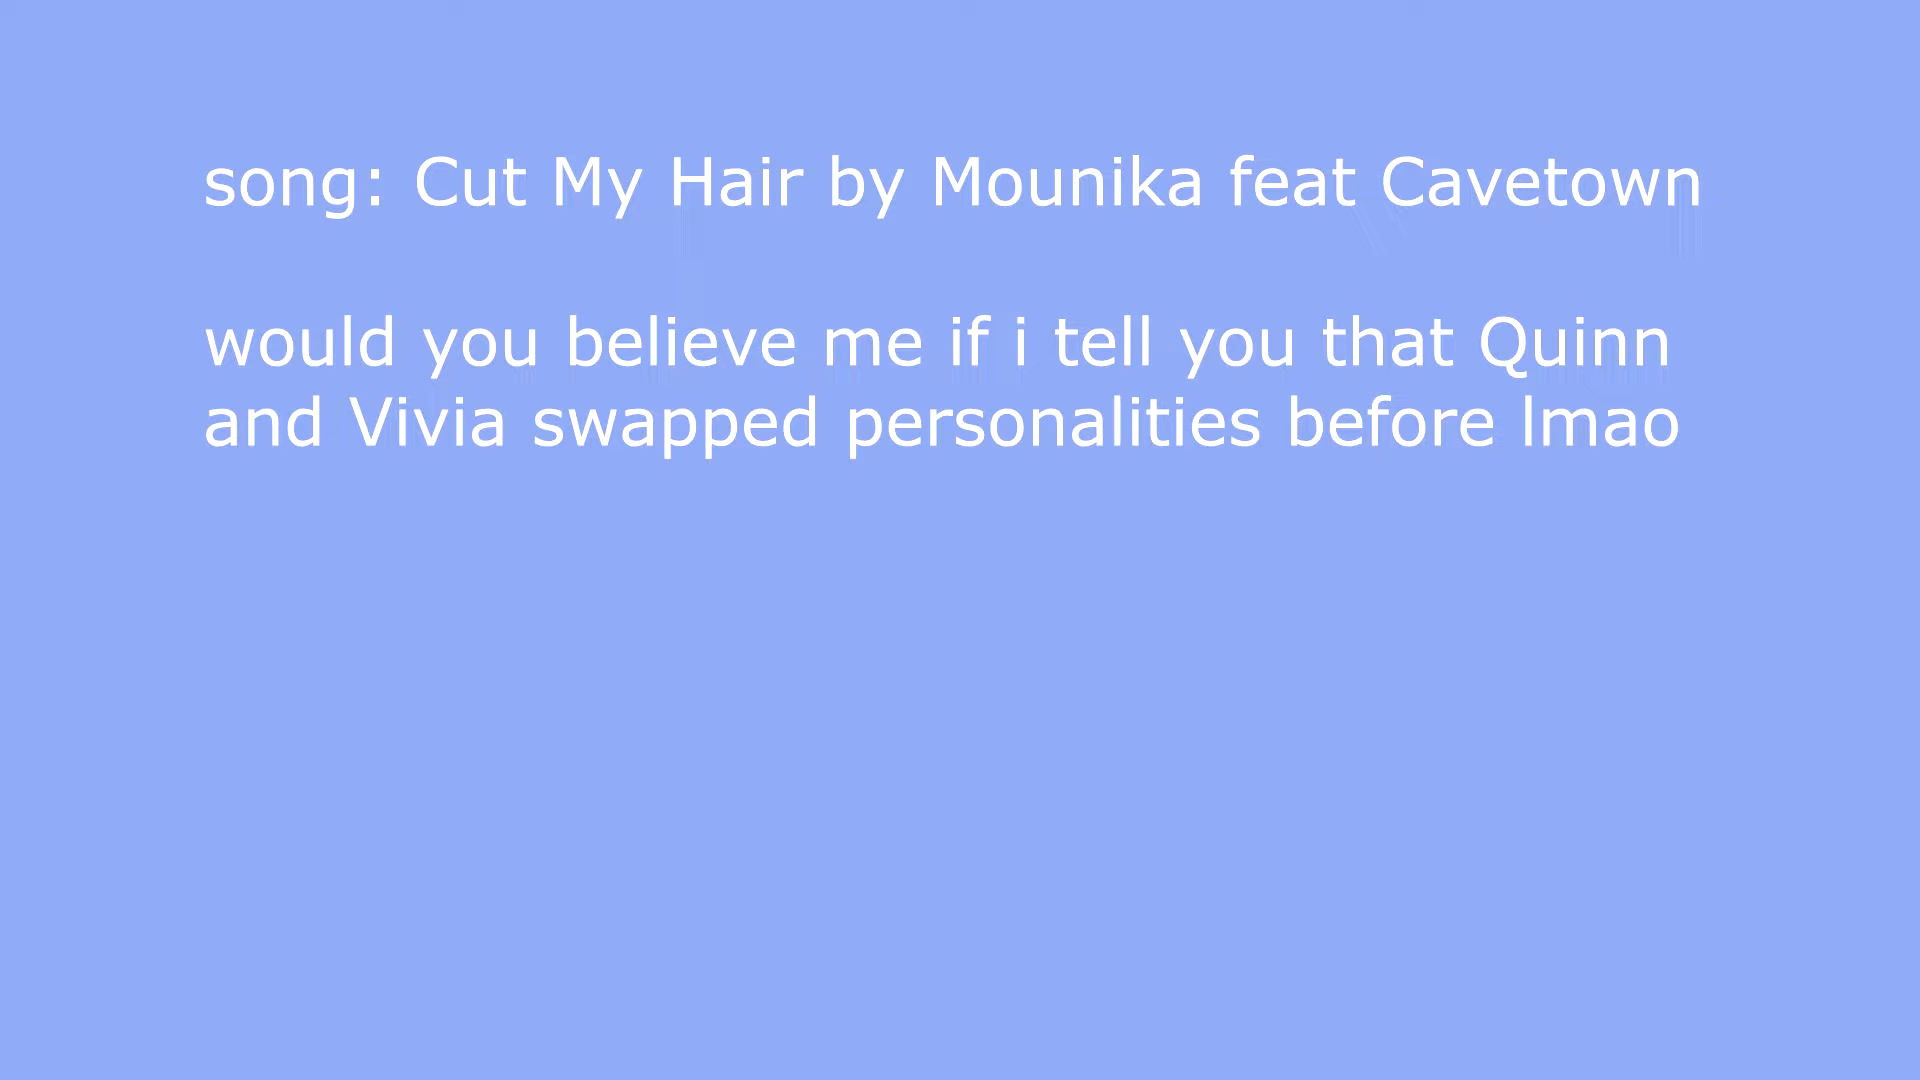 song: Cut My Hair by Mounika feat Cavetown
would you believe me if i tell you that Quinn
and Vivia swapped personalities before lmao